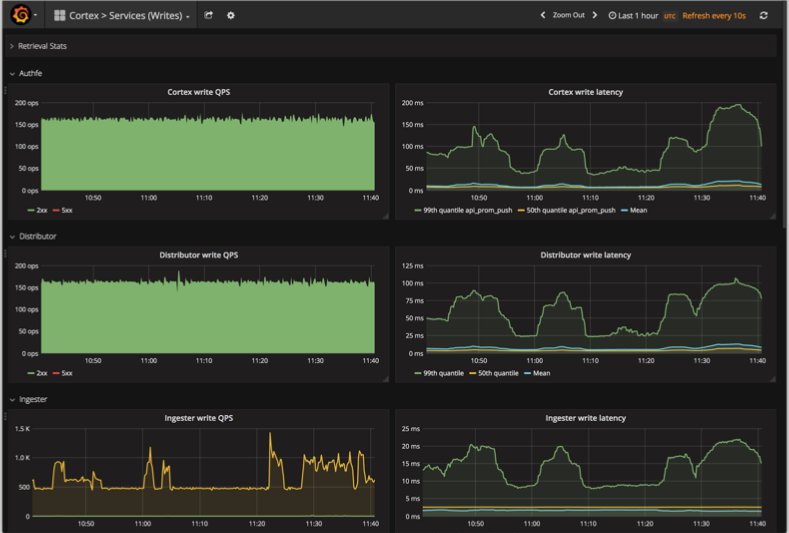 Cortex > Services (Writes)
Zoom Out
Last 1 hour UTC Refresh every 10s
Retrieval Stats
Authfe
Cortex write QPS
200 ops
150 ops
100 ops
50 ops
0 ops
10:50 11:00 11:10 11:20 11:30 11:40
2xx 5xx
Cortex write latency
200 ms
150 ms
100 ms
50 ms
0 ms
10:50 11:00 11:10 11:20 11:30 11:40
99th quantile api_prom_push 50th quantile api_prom_push Mean
Distributor
Distributor write QPS
200 ops
150 ops
100 ops
50 ops
0 ops
10:50 11:00 11:10 11:20 11:30 11:40
2xx 5xx
Distributor write latency
125 ms
100 ms
75 ms
50 ms
25 ms
0 ms
10:50 11:00 11:10 11:20 11:30 11:40
99th quantile 50th quantile Mean
Ingester
Ingester write QPS
1.5 K
1.0 K
500
0
10:50 11:00 11:10 11:20 11:30 11:40
Ingester write latency
25 ms
20 ms
15 ms
10 ms
5 ms
0 ms
10:50 11:00 11:10 11:20 11:30 11:40